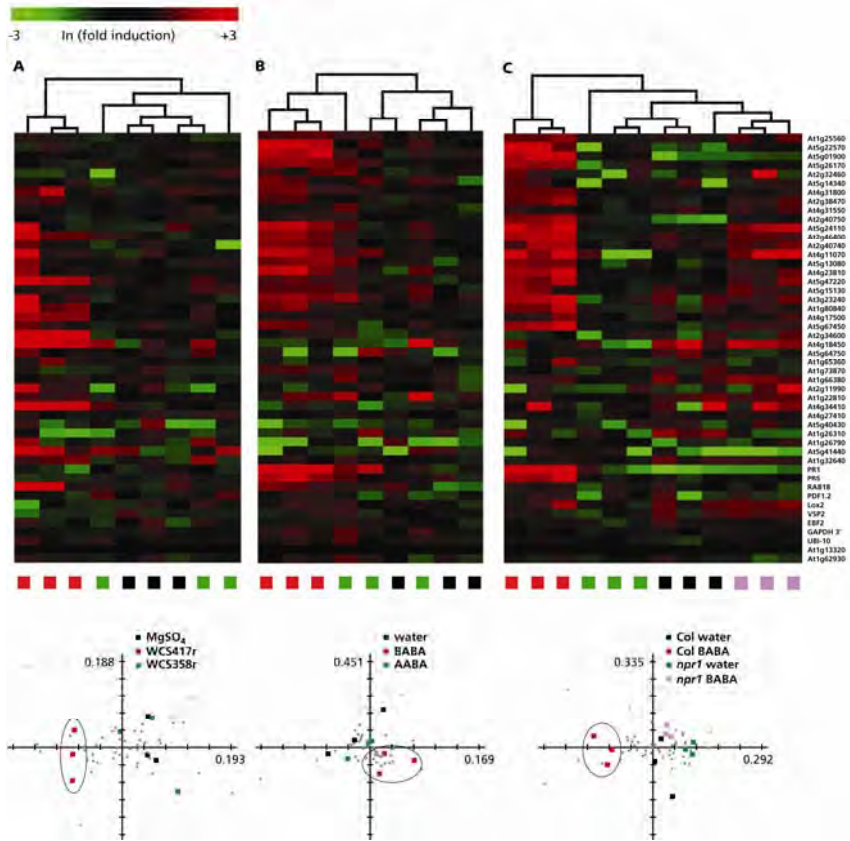 -3 ln (fold induction) +3
A
B
C
At1g25560
At5g22570
At5g01900
At5g26170
At2g32460
At5g14340
At4g31800
At2g38470
At4g31550
At2g40750
At5g24110
At2g46400
At2g40740
At4g11070
At5g13080
At4g23810
At5g47220
At5g15130
At3g23240
At1g80840
At4g17500
At5g67450
At2g34600
At4g18450
At5g64750
At1g65360
At1g73870
At1g66380
At2g11990
At1g22810
At4g34410
At4g27410
At5g40430
At1g26310
At1g26790
At5g41440
At1g32640
PR1
PR5
RAB18
PDF1.2
Lox2
VSP2
EBF2
GAPDH 3'
UBI-10
At1g13320
At1g62930
MgSO4
WCS417r
WCS358r
0.188
0.193
water
BABA
AABA
0.451
0.169
Col water
Col BABA
npr1 water
npr1 BABA
0.335
0.292